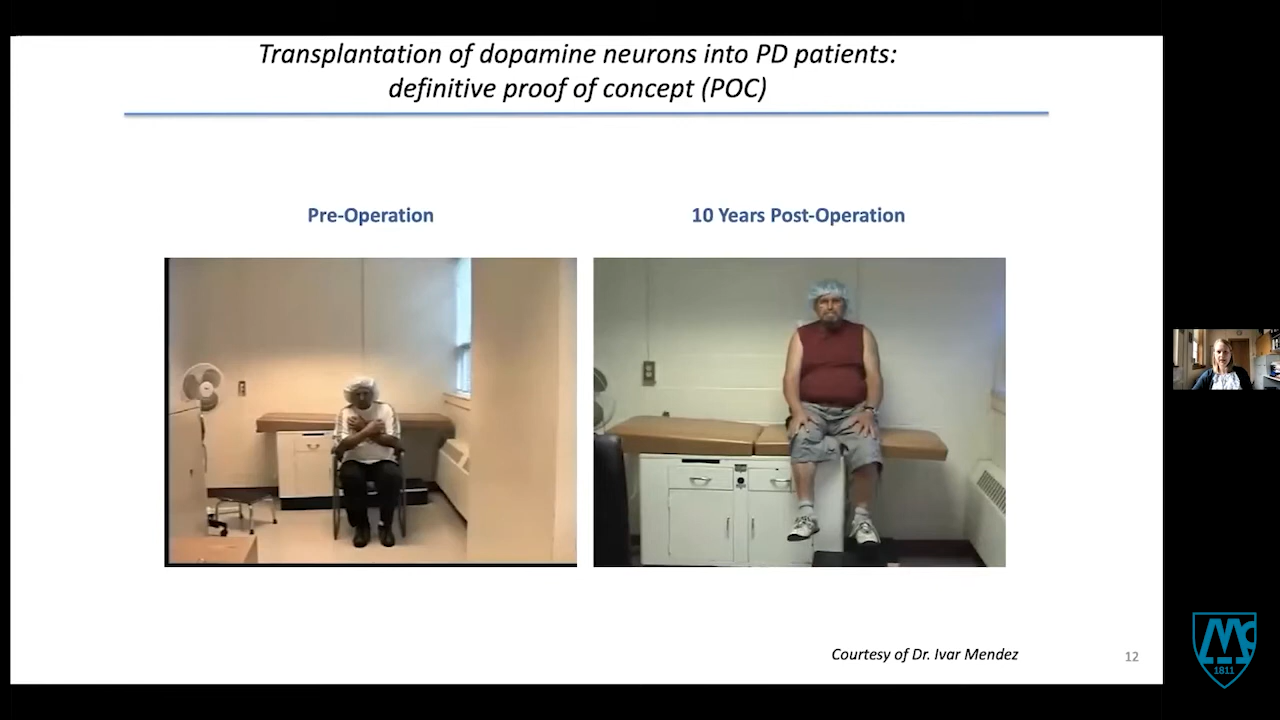 Transplantation of dopamine neurons into PD patients:
definitive proof of concept (POC)
Pre-Operation
10 Years Post-Operation
Courtesy of Dr. Ivar Mendez
12
1811